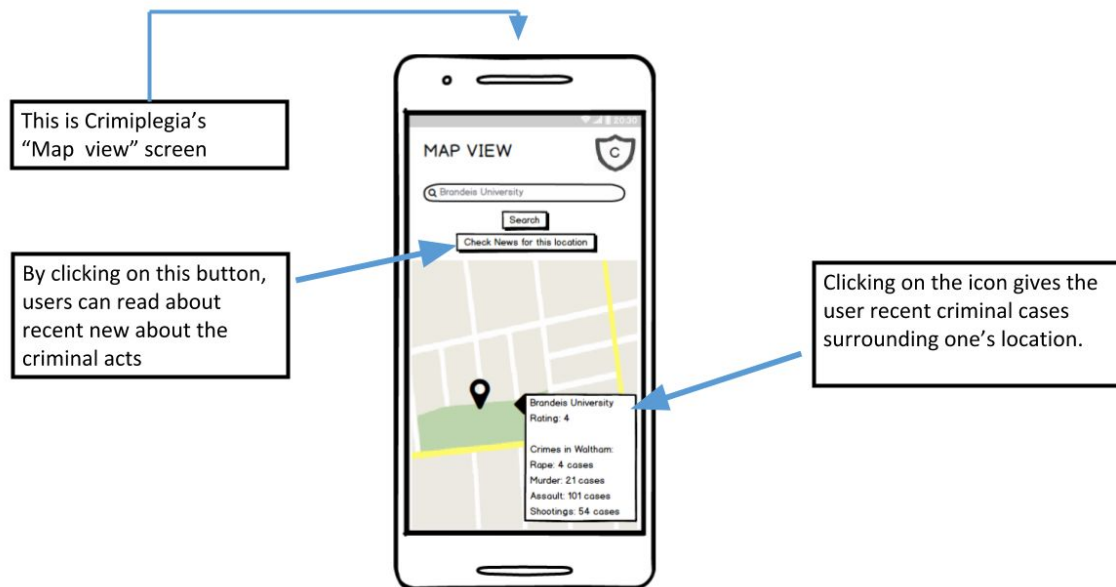 This is Crimiplegia's
"Map view" screen
20:30
MAP VIEW
C
Brandeis University
Search
Check News for this location
By clicking on this button,
users can read about
recent new about the
criminal acts
Clicking on the icon gives the
user recent criminal cases
surrounding one's location.
Brandeis University
Rating: 4
Crimes in Waltham:
Rape: 4 cases
Murder: 21 cases
Assault: 101 cases
Shootings: 54 cases